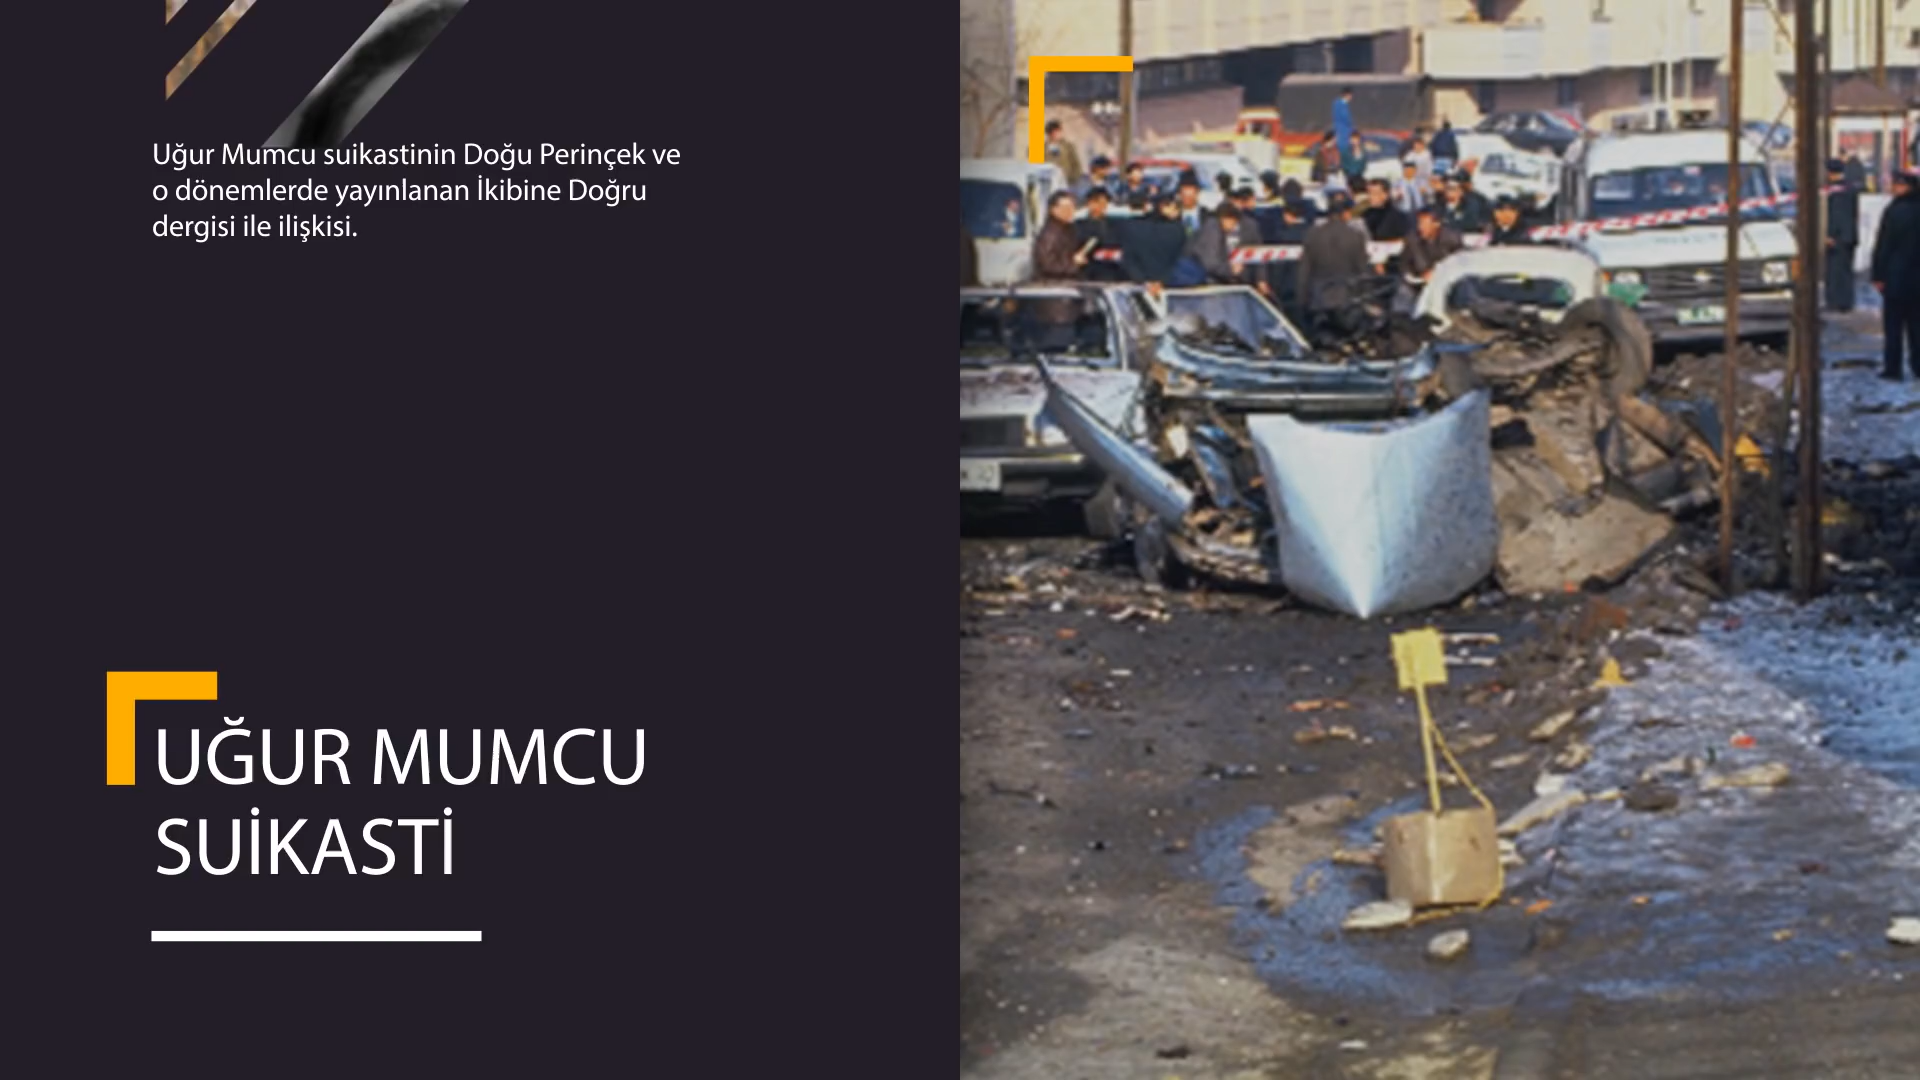 Uğur Mumcu suikastinin Doğu Perinçek ve
o dönemlerde yayınlanan İkibine Doğru
dergisi ile ilişkisi.
UĞUR MUMCU
SUİKASTİ